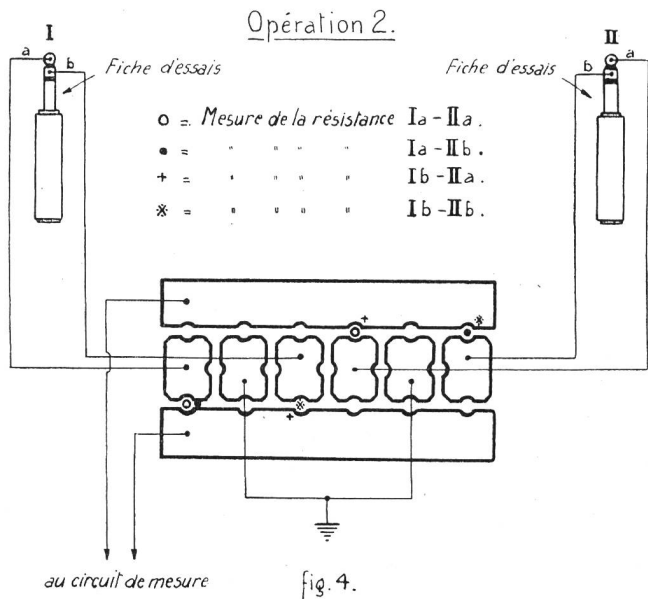 Opération 2.
I
II
a
b
a
b
Fiche d'essais
Fiche d'essais
o = Mesure de la résistance Ia-IIa.
• = " " " " Ia-IIb.
+ = " " " " Ib-IIa.
※ = " " " " Ib-IIb.
+
※
※
+
au circuit de mesure
fig. 4.